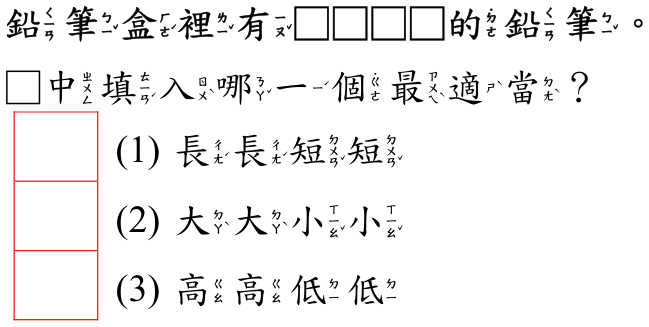 鉛筆盒裡有□□□□的鉛筆。
□中填入哪一個最適當？
(1) 長長短短
(2) 大大小小
(3) 高高低低